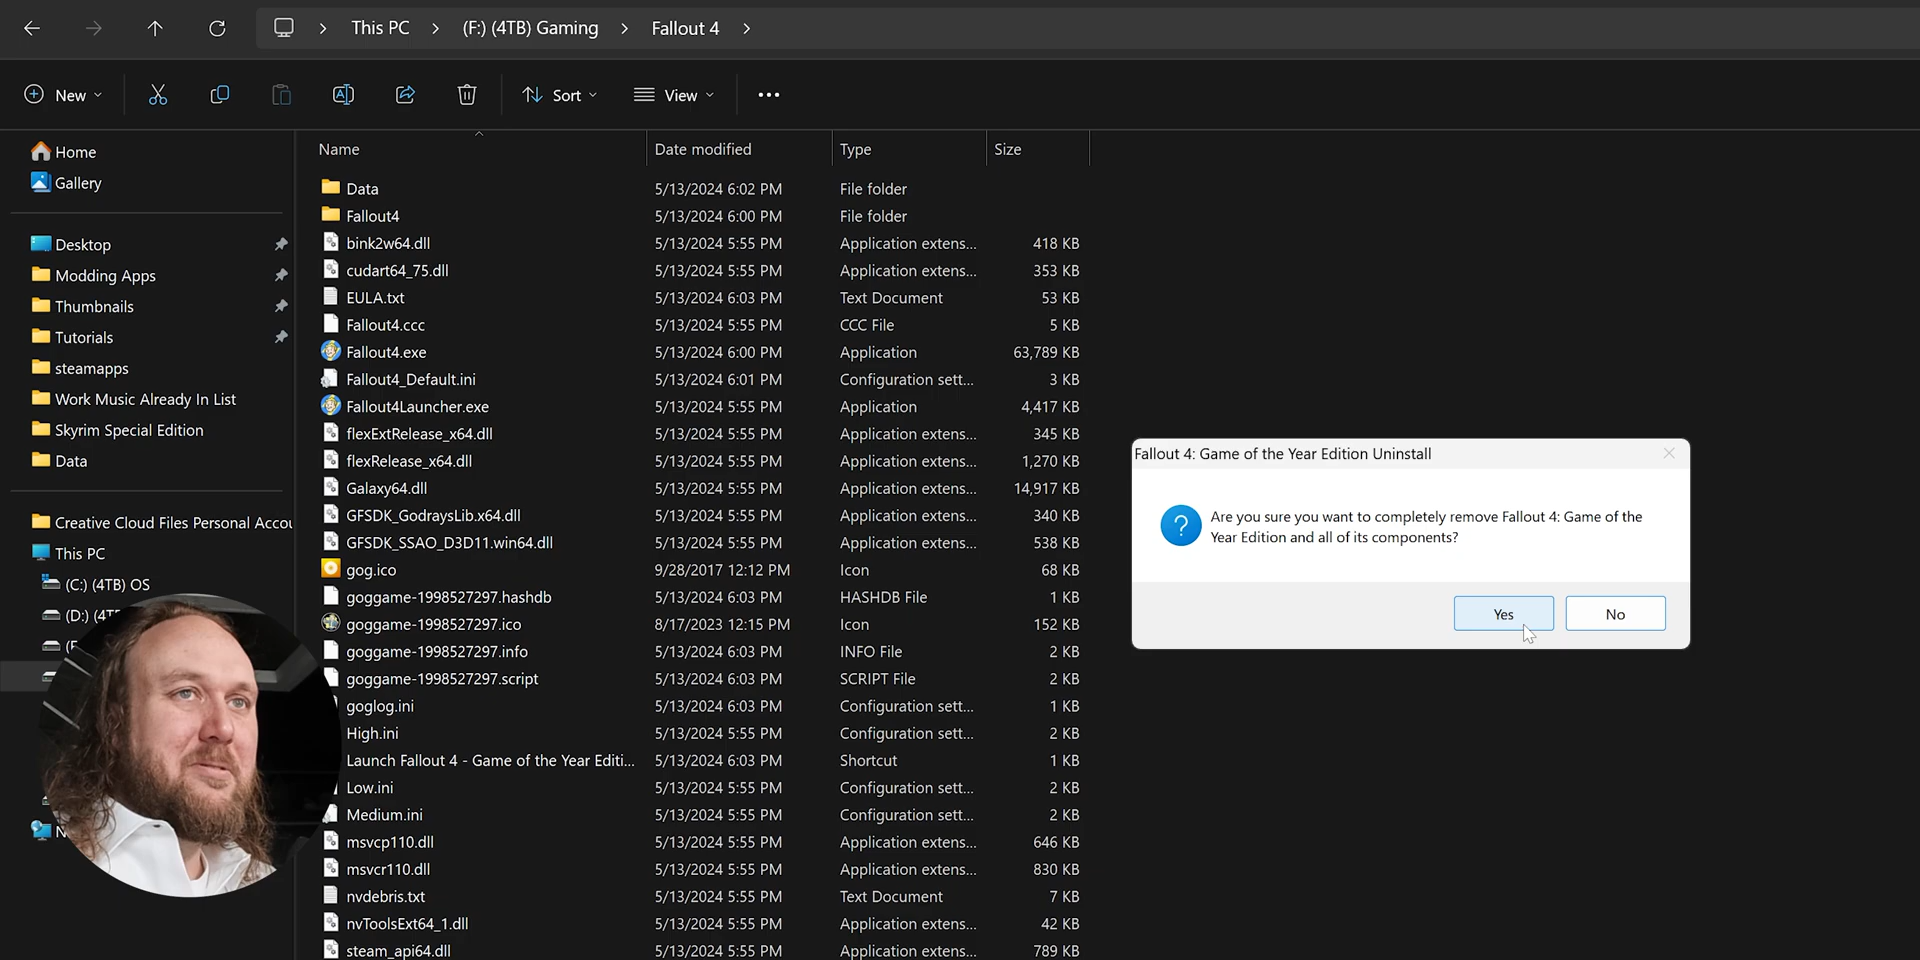 This PC > (F:) (4TB) Gaming > Fallout 4 >
New Sort View
Name Date modified Type Size
Home
Gallery
Desktop
Modding Apps
Thumbnails
Tutorials
steamapps
Work Music Already In List
Skyrim Special Edition
Data
Creative Cloud Files Personal Accou
This PC
(C:) (4TB) OS
(D:) (4T
Data 5/13/2024 6:02 PM File folder
Fallout4 5/13/2024 6:00 PM File folder
bink2w64.dll 5/13/2024 5:55 PM Application extens... 418 KB
cudart64_75.dll 5/13/2024 5:55 PM Application extens... 353 KB
EULA.txt 5/13/2024 6:03 PM Text Document 53 KB
Fallout4.ccc 5/13/2024 5:55 PM CCC File 5 KB
Fallout4.exe 5/13/2024 6:00 PM Application 63,789 KB
Fallout4_Default.ini 5/13/2024 6:01 PM Configuration sett... 3 KB
Fallout4Launcher.exe 5/13/2024 5:55 PM Application 4,417 KB
flexExtRelease_x64.dll 5/13/2024 5:55 PM Application extens... 345 KB
flexRelease_x64.dll 5/13/2024 5:55 PM Application extens... 1,270 KB
Galaxy64.dll 5/13/2024 5:55 PM Application extens... 14,917 KB
GFSDK_GodraysLib.x64.dll 5/13/2024 5:55 PM Application extens... 340 KB
GFSDK_SSAO_D3D11.win64.dll 5/13/2024 5:55 PM Application extens... 538 KB
gog.ico 9/28/2017 12:12 PM Icon 68 KB
goggame-1998527297.hashdb 5/13/2024 6:03 PM HASHDB File 1 KB
goggame-1998527297.ico 8/17/2023 12:15 PM Icon 152 KB
goggame-1998527297.info 5/13/2024 6:03 PM INFO File 2 KB
goggame-1998527297.script 5/13/2024 6:03 PM SCRIPT File 2 KB
goglog.ini 5/13/2024 6:03 PM Configuration sett... 1 KB
High.ini 5/13/2024 5:55 PM Configuration sett... 2 KB
Launch Fallout 4 - Game of the Year Editi... 5/13/2024 6:03 PM Shortcut 1 KB
Low.ini 5/13/2024 5:55 PM Configuration sett... 2 KB
Medium.ini 5/13/2024 5:55 PM Configuration sett... 2 KB
msvcp110.dll 5/13/2024 5:55 PM Application extens... 646 KB
msvcr110.dll 5/13/2024 5:55 PM Application extens... 830 KB
nvdebris.txt 5/13/2024 5:55 PM Text Document 7 KB
nvToolsExt64_1.dll 5/13/2024 5:55 PM Application extens... 42 KB
steam_api64.dll 5/13/2024 5:55 PM Application extens... 789 KB
Fallout 4: Game of the Year Edition Uninstall
Are you sure you want to completely remove Fallout 4: Game of the
Year Edition and all of its components?
Yes No